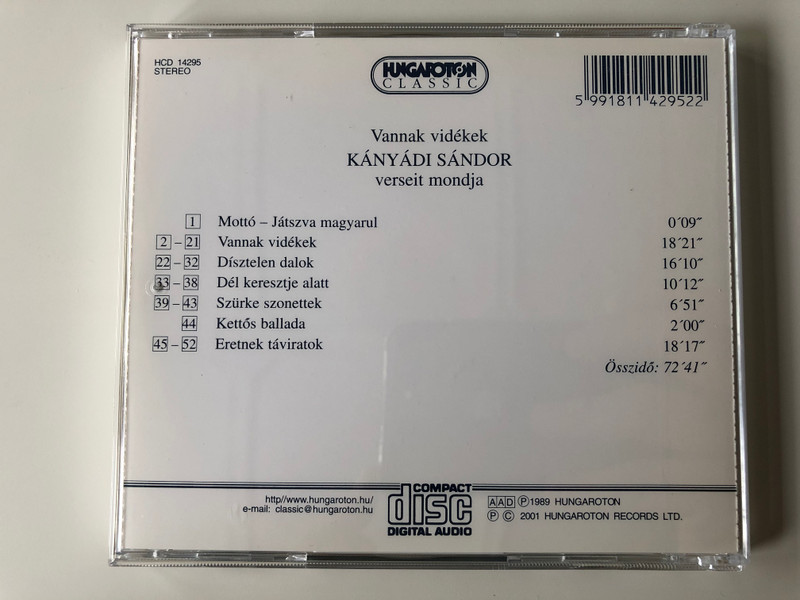 HCD 14295
STEREO
HUNGAROTON
CLASSIC
5 991811 429522
Vannak vidékek
KÁNYÁDI SÁNDOR
verseit mondja
1 Mottó – Játszva magyarul 0´09˝
2 – 21 Vannak vidékek 18´21˝
22 – 32 Dísztelen dalok 16´10˝
33 – 38 Dél keresztje alatt 10´12˝
39 – 43 Szürke szonettek 6´51˝
44 Kettős ballada 2´00˝
45 – 52 Eretnek táviratok 18´17˝
Összidő: 72´41˝
http//www.hungaroton.hu/
e-mail: classic@hungaroton.hu
COMPACT
disc
DIGITAL AUDIO
AAD Ⓟ1989 HUNGAROTON
Ⓟ © 2001 HUNGAROTON RECORDS LTD.